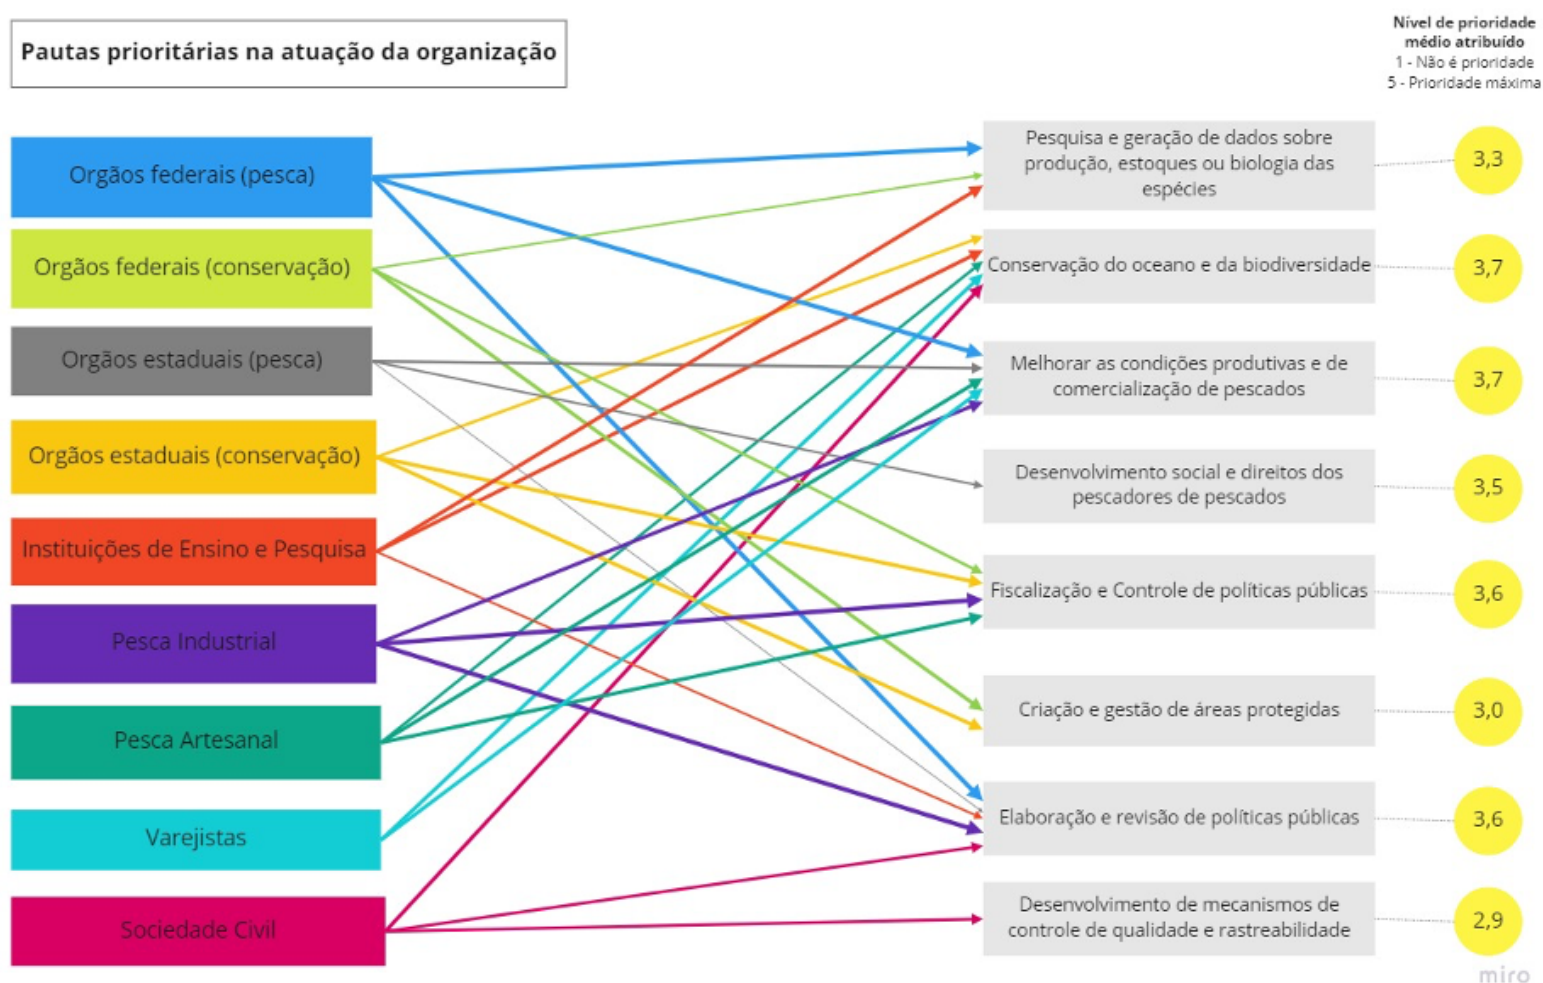 Pautas prioritárias na atuação da organização
Nível de prioridade
médio atribuído
1 - Não é prioridade
5 - Prioridade máxima
Orgãos federais (pesca)
Orgãos federais (conservação)
Orgãos estaduais (pesca)
Orgãos estaduais (conservação)
Instituições de Ensino e Pesquisa
Pesca Industrial
Pesca Artesanal
Varejistas
Sociedade Civil
Pesquisa e geração de dados sobre
produção, estoques ou biologia das
espécies
3,3
Conservação do oceano e da biodiversidade
3,7
Melhorar as condições produtivas e de
comercialização de pescados
3,7
Desenvolvimento social e direitos dos
pescadores de pescados
3,5
Fiscalização e Controle de políticas públicas
3,6
Criação e gestão de áreas protegidas
3,0
Elaboração e revisão de políticas públicas
3,6
Desenvolvimento de mecanismos de
controle de qualidade e rastreabilidade
2,9
miro